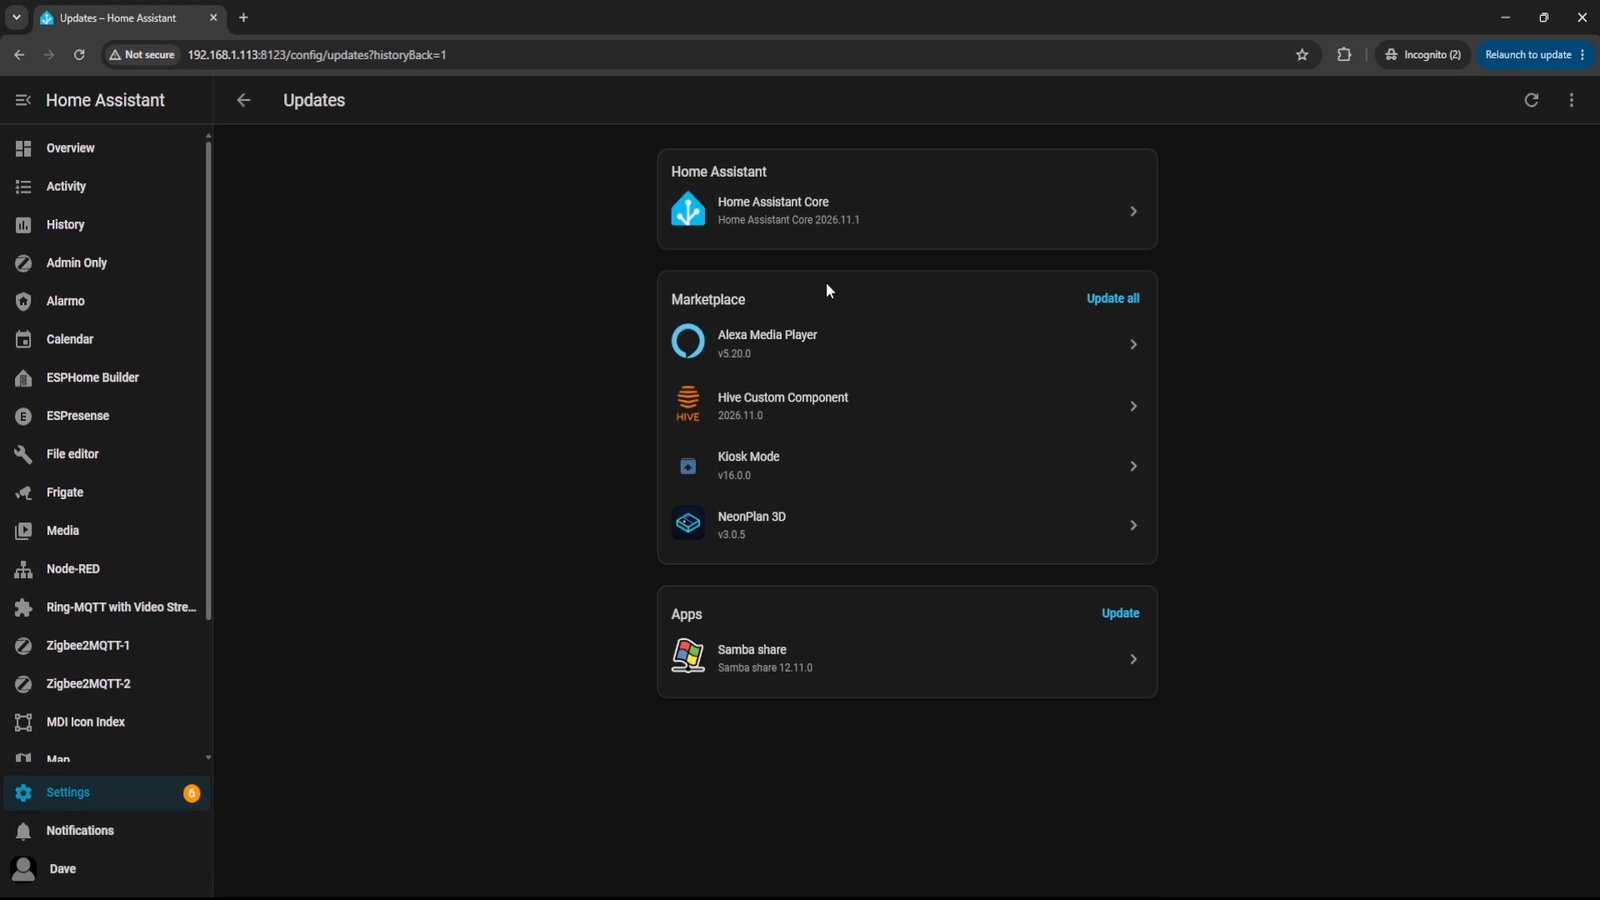 Updates – Home Assistant
Not secure
192.168.1.113:8123/config/updates?historyBack=1
Incognito (2)
Relaunch to update
Home Assistant
Updates
Overview
Activity
History
Admin Only
Alarmo
Calendar
ESPHome Builder
ESPresense
File editor
Frigate
Media
Node-RED
Ring-MQTT with Video Stre...
Zigbee2MQTT-1
Zigbee2MQTT-2
MDI Icon Index
Map
Settings
6
Notifications
Dave
Home Assistant
Home Assistant Core
Home Assistant Core 2026.11.1
Marketplace
Update all
Alexa Media Player
v5.20.0
HIVE
Hive Custom Component
2026.11.0
Kiosk Mode
v16.0.0
NeonPlan 3D
v3.0.5
Apps
Update
Samba share
Samba share 12.11.0